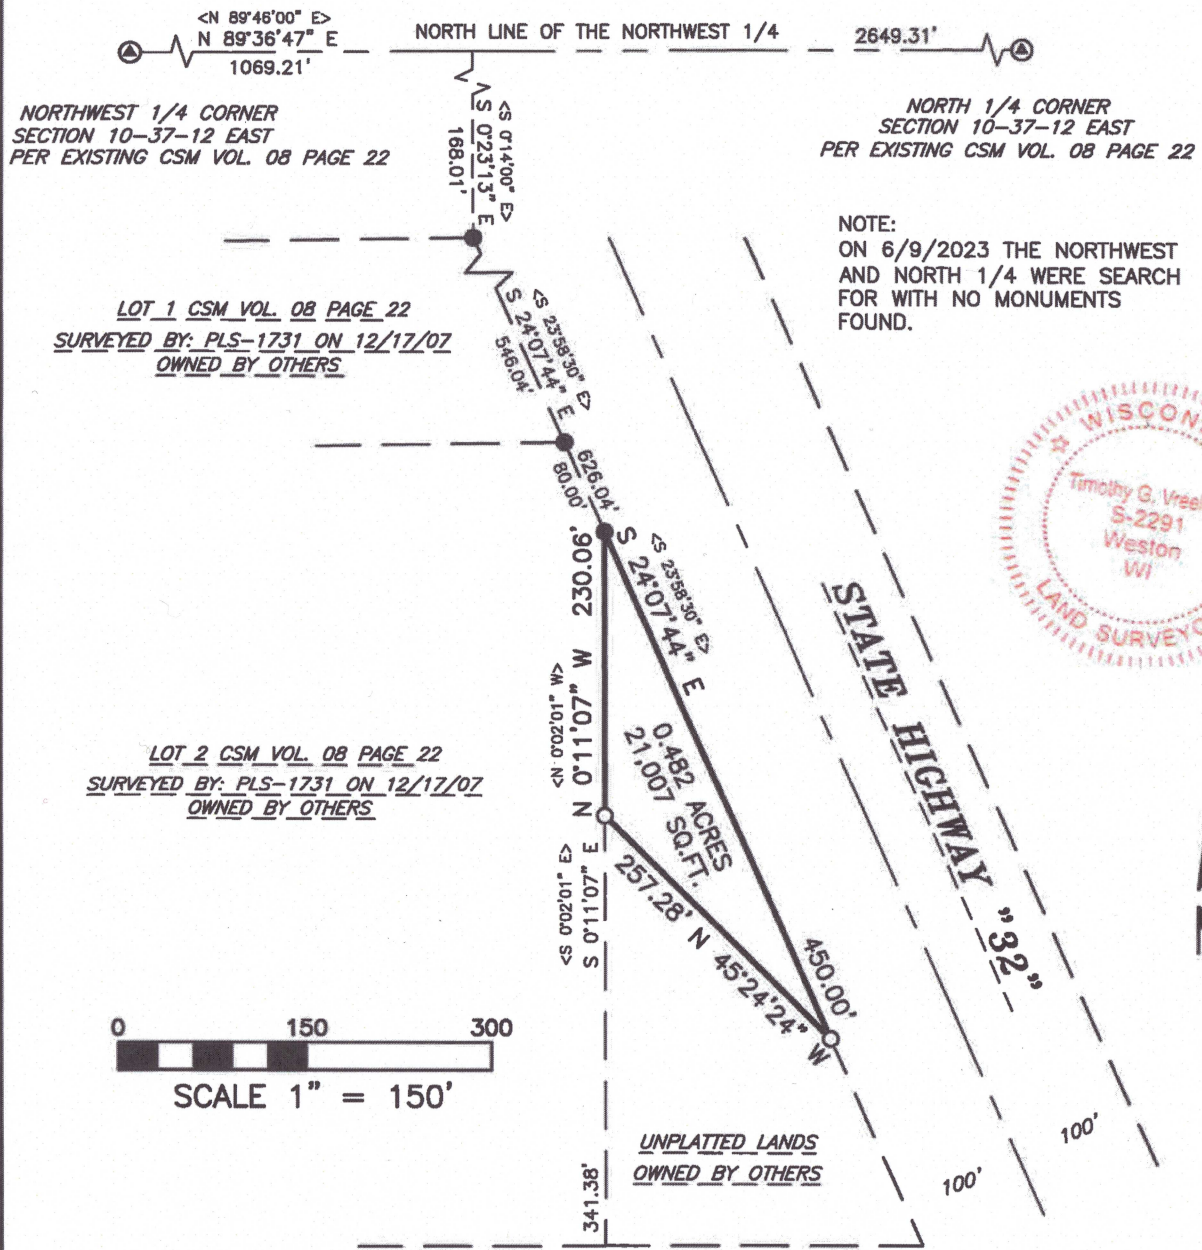 <N 89°46'00" E>
N 89°36'47" E
1069.21'
NORTH LINE OF THE NORTHWEST 1/4
2649.31'
NORTHWEST 1/4 CORNER
SECTION 10-37-12 EAST
PER EXISTING CSM VOL. 08 PAGE 22
NORTH 1/4 CORNER
SECTION 10-37-12 EAST
PER EXISTING CSM VOL. 08 PAGE 22
<S 0°14'00" E>
S 0°23'13" E
168.01'
NOTE:
ON 6/9/2023 THE NORTHWEST
AND NORTH 1/4 WERE SEARCH
FOR WITH NO MONUMENTS
FOUND.
LOT 1 CSM VOL. 08 PAGE 22
SURVEYED BY: PLS-1731 ON 12/17/07
OWNED BY OTHERS
<S 23°58'30" E>
S 24°07'44" E
546.04'
626.04'
80.00'
WISCON
Timothy G. Vree
S-2291
Weston
WI
LAND SURVEYO
230.06'
N 0°11'07" W
<N 0°02'01" W>
<S 23°58'30" E>
S 24°07'44" E
450.00'
0.482 ACRES
21,007 SQ.FT.
STATE HIGHWAY "32"
LOT 2 CSM VOL. 08 PAGE 22
SURVEYED BY: PLS-1731 ON 12/17/07
OWNED BY OTHERS
257.28' N 45°24'24" W
<S 0°02'01" E>
S 0°11'07" E
341.38'
0 150 300
SCALE 1" = 150'
UNPLATTED LANDS
OWNED BY OTHERS
100'
100'